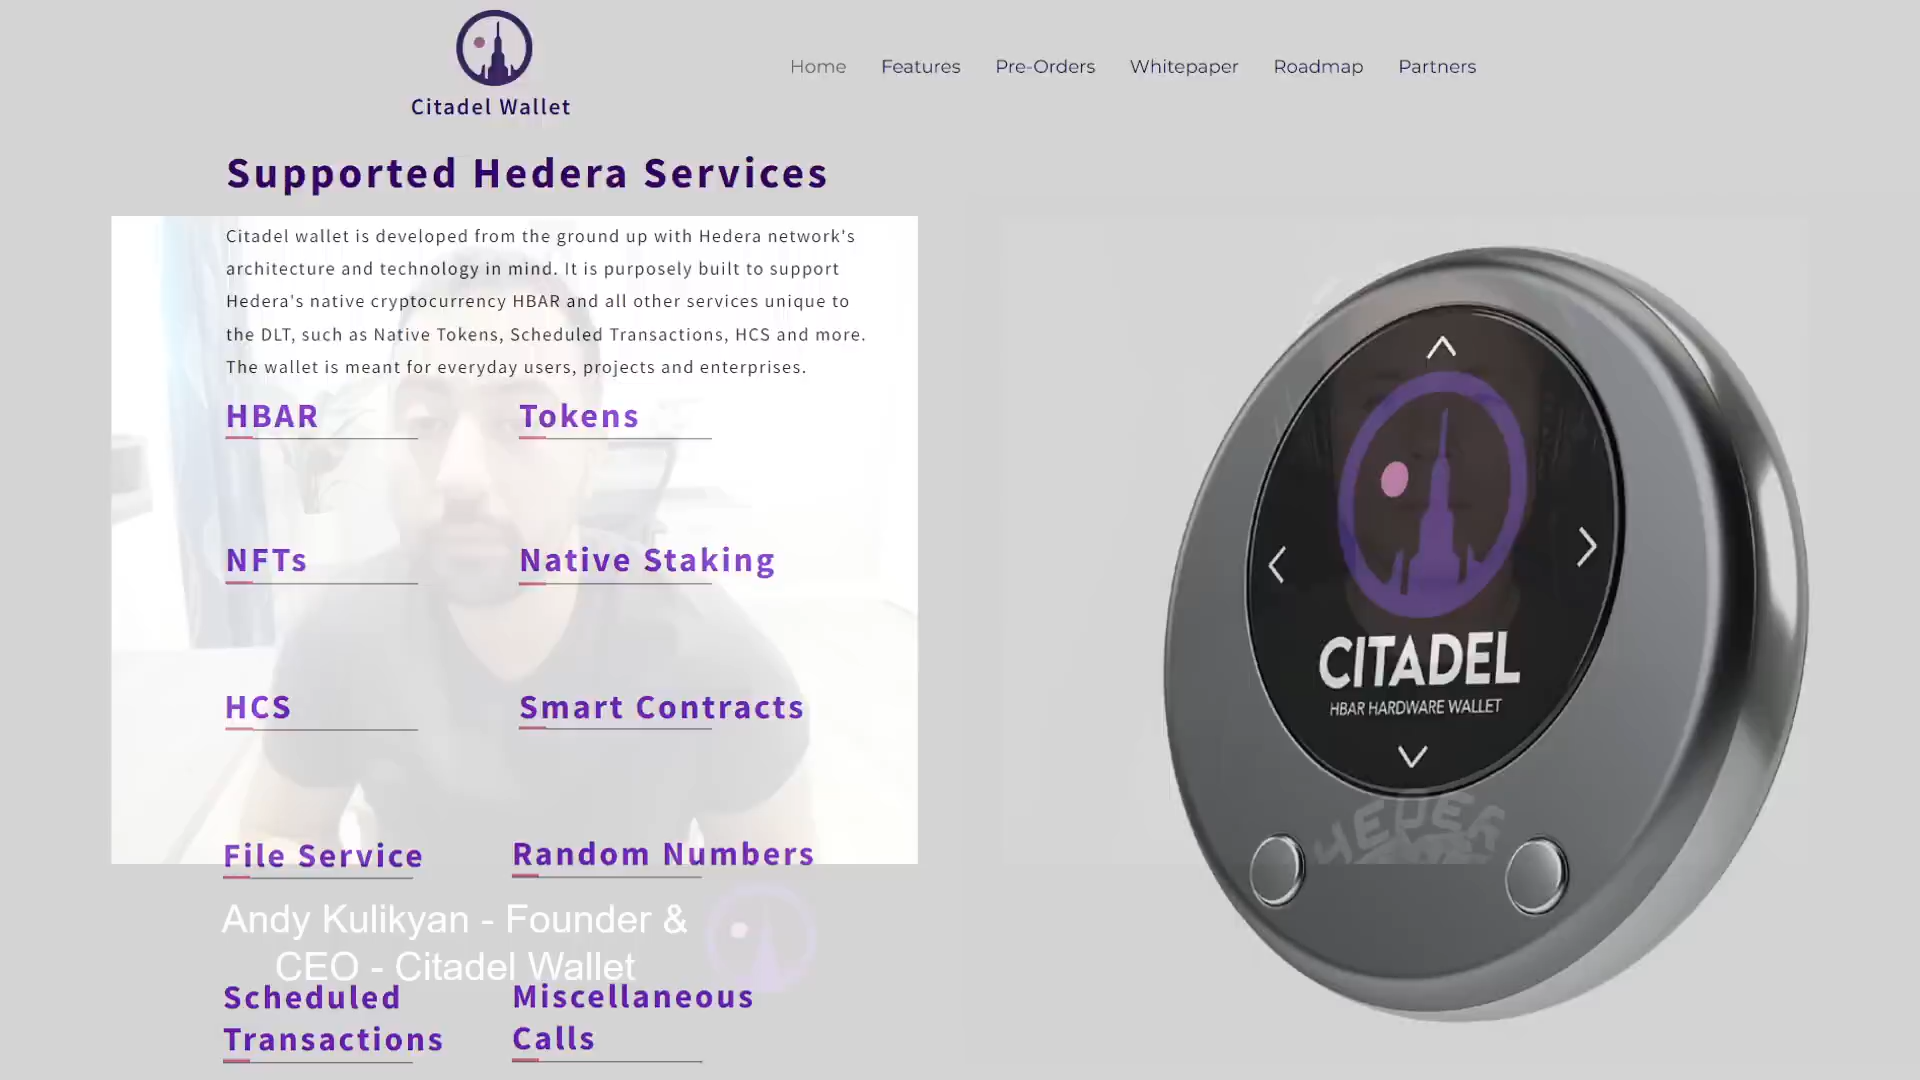 Citadel Wallet
Home Features Pre-Orders Whitepaper Roadmap Partners
Supported Hedera Services
Citadel wallet is developed from the ground up with Hedera network's
architecture and technology in mind. It is purposely built to support
Hedera's native cryptocurrency HBAR and all other services unique to
the DLT, such as Native Tokens, Scheduled Transactions, HCS and more.
The wallet is meant for everyday users, projects and enterprises.
HBAR
Tokens
NFTs
Native Staking
HCS
Smart Contracts
File Service
Random Numbers
Scheduled
Transactions
Miscellaneous
Calls
Andy Kulikyan - Founder &
CEO - Citadel Wallet
CITADEL
HBAR HARDWARE WALLET